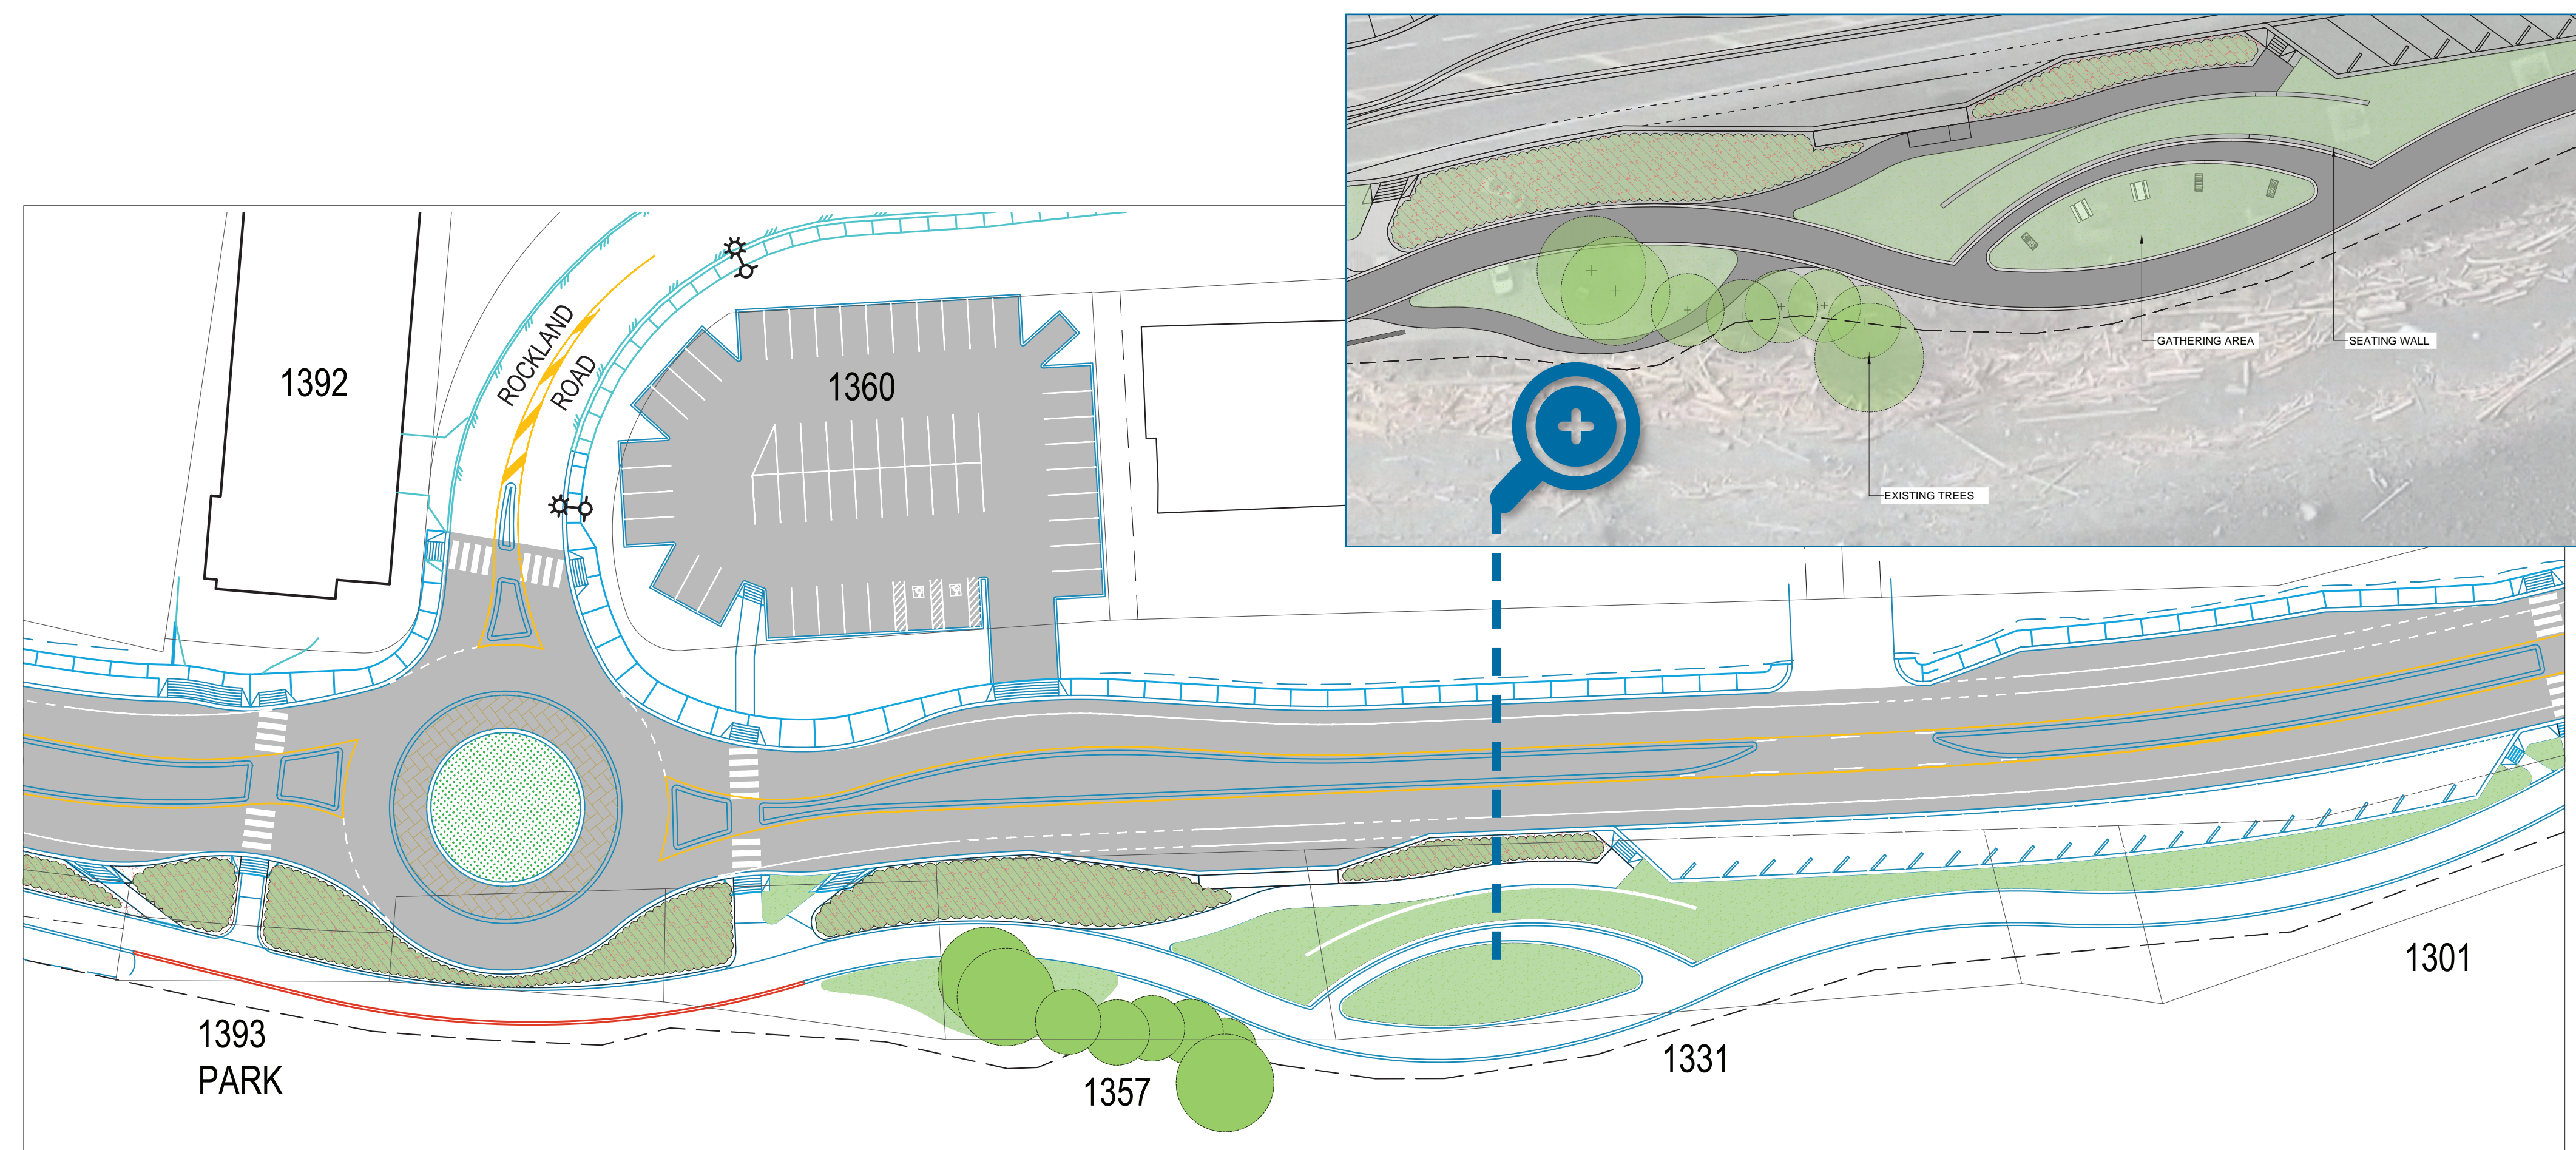 GATHERING AREA
SEATING WALL
EXISTING TREES
1392
ROCKLAND
ROAD
1360
1301
1393
PARK
1357
1331